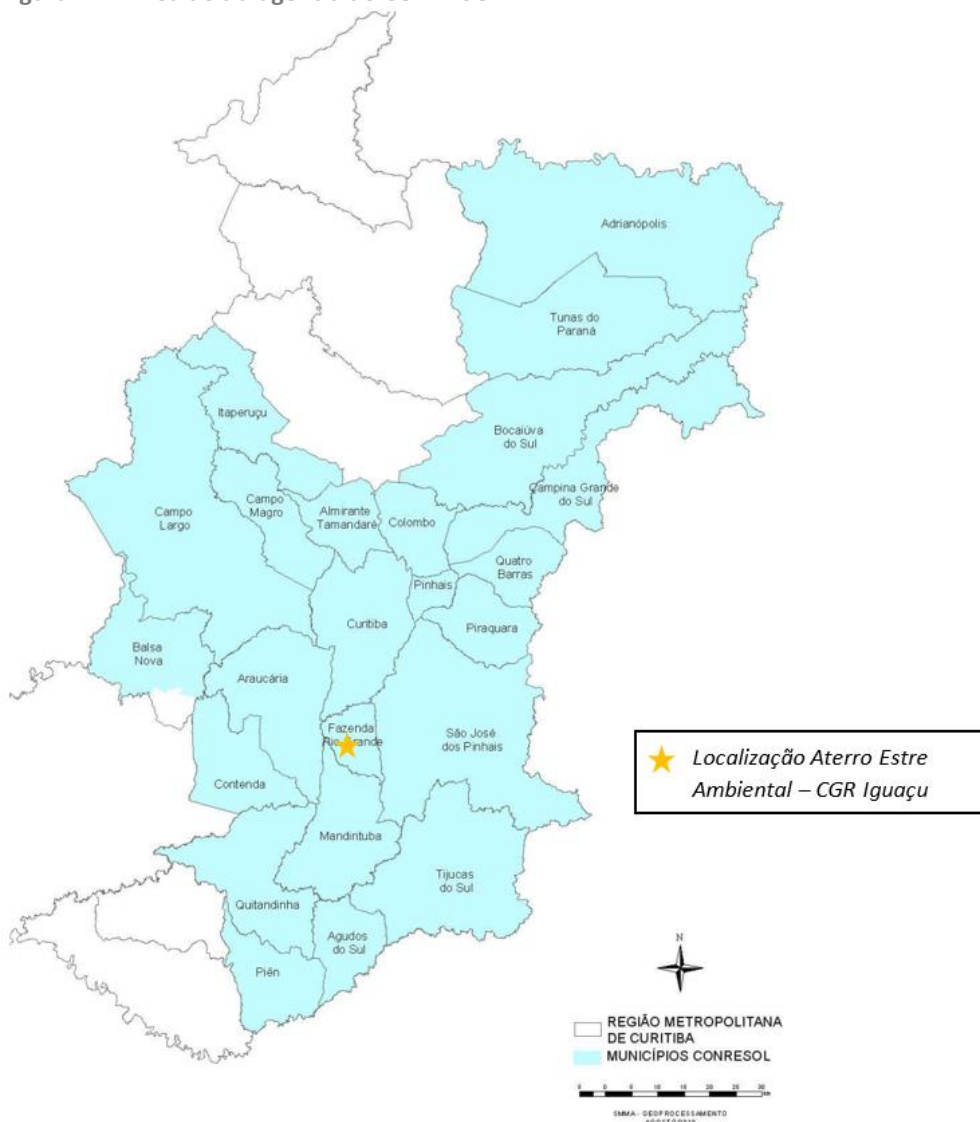 Adrianópolis
Tunas do
Paraná
Itaperuçu
Bocaiúva
do Sul
Campina Grande
do Sul
Campo
Largo
Campo
Magro
Almirante
Tamandaré
Colombo
Quatro
Barras
Pinhais
Curitiba
Piraquara
Balsa
Nova
Araucária
Fazenda
Rio Grande
São José
dos Pinhais
Contenda
Mandirituba
Tijucas
do Sul
Quitandinha
Agudos
do Sul
Piên
Localização Aterro Estre
Ambiental – CGR Iguaçu
N
REGIÃO METROPOLITANA
DE CURITIBA
MUNICÍPIOS CONRESOL
SMMA - GEOPROCESSAMENTO